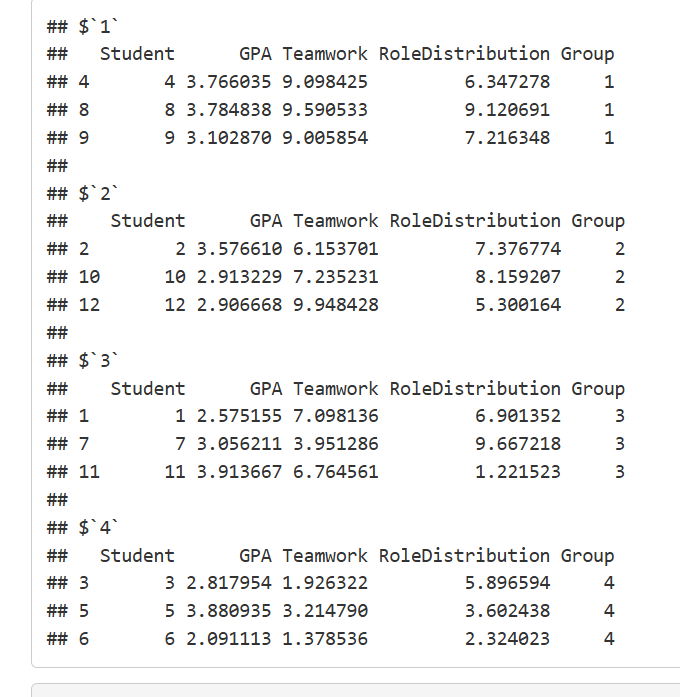 ## $`1`
##   Student      GPA Teamwork RoleDistribution Group
## 4       4 3.766035 9.098425         6.347278     1
## 8       8 3.784838 9.590533         9.120691     1
## 9       9 3.102870 9.005854         7.216348     1
##
## $`2`
##    Student      GPA Teamwork RoleDistribution Group
## 2        2 3.576610 6.153701         7.376774     2
## 10      10 2.913229 7.235231         8.159207     2
## 12      12 2.906668 9.948428         5.300164     2
##
## $`3`
##    Student      GPA Teamwork RoleDistribution Group
## 1        1 2.575155 7.098136         6.901352     3
## 7        7 3.056211 3.951286         9.667218     3
## 11      11 3.913667 6.764561         1.221523     3
##
## $`4`
##   Student      GPA Teamwork RoleDistribution Group
## 3       3 2.817954 1.926322         5.896594     4
## 5       5 3.880935 3.214790         3.602438     4
## 6       6 2.091113 1.378536         2.324023     4